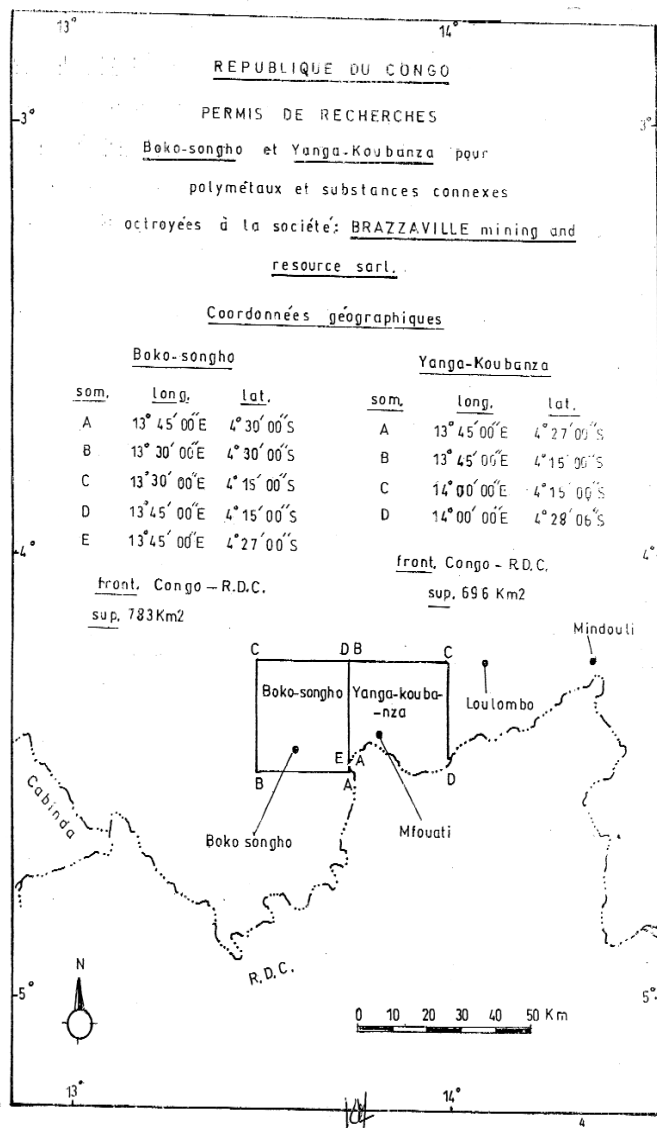 13° 14°
REPUBLIQUE DU CONGO
3° 3°
PERMIS DE RECHERCHES
Boko-songho et Yanga-Koubanza pour
polymétaux et substances connexes
octroyées à la société: BRAZZAVILLE mining and
resource sarl.
Coordonnées géographiques
Boko-songho
som. long. lat.
A 13° 45′ 00″E 4° 30′ 00″S
B 13° 30′ 00″E 4° 30′ 00″S
C 13° 30′ 00″E 4° 15′ 00″S
D 13° 45′ 00″E 4° 15′ 00″S
E 13° 45′ 00″E 4° 27′ 00″S
front. Congo - R.D.C.
sup. 783 Km2
Yanga-Koubanza
som. long. lat.
A 13° 45′ 00″E 4° 27′ 00″S
B 13° 45′ 00″E 4° 15′ 00″S
C 14° 00′ 00″E 4° 15′ 00″S
D 14° 00′ 00″E 4° 28′ 06″S
front. Congo - R.D.C.
sup. 696 Km2
4° 4°
Mindouli
C D B C
Boko-songho Yanga-kouba-
-nza
Loulombo
E A
B A D
Boko songho Mfouati
Cabinda
R.D.C.
N
5° 5°
0 10 20 30 40 50 Km
13° 14°
4